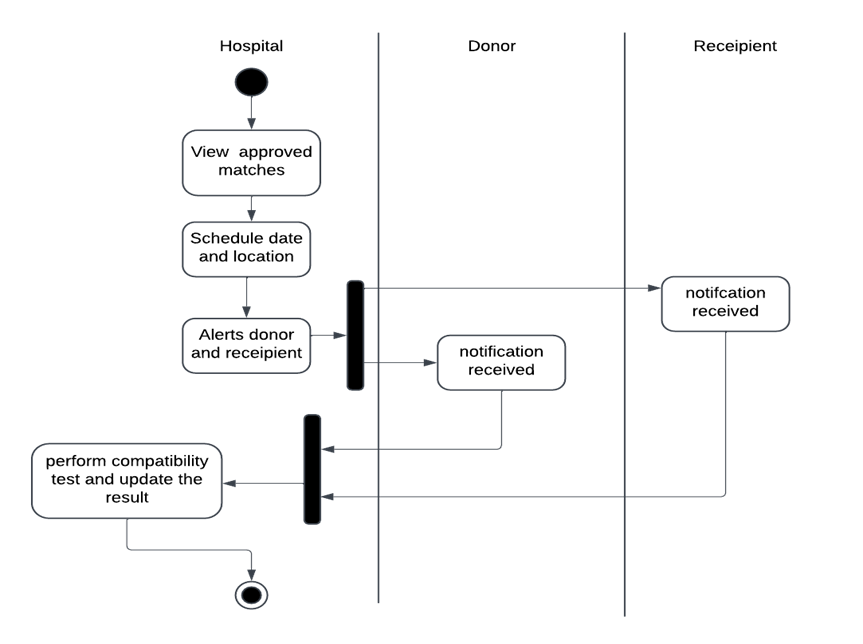 Hospital
Donor
Receipient
View approved
matches
Schedule date
and location
Alerts donor
and receipient
notifcation
received
notification
received
perform compatibility
test and update the
result